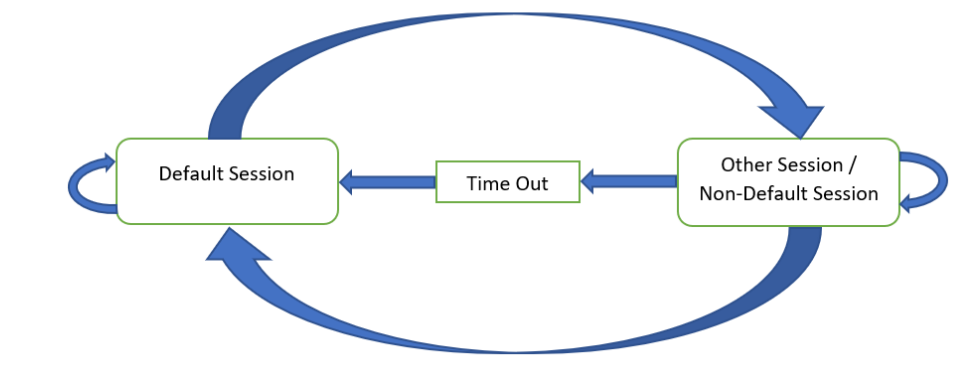 Default Session
Time Out
Other Session /
Non-Default Session